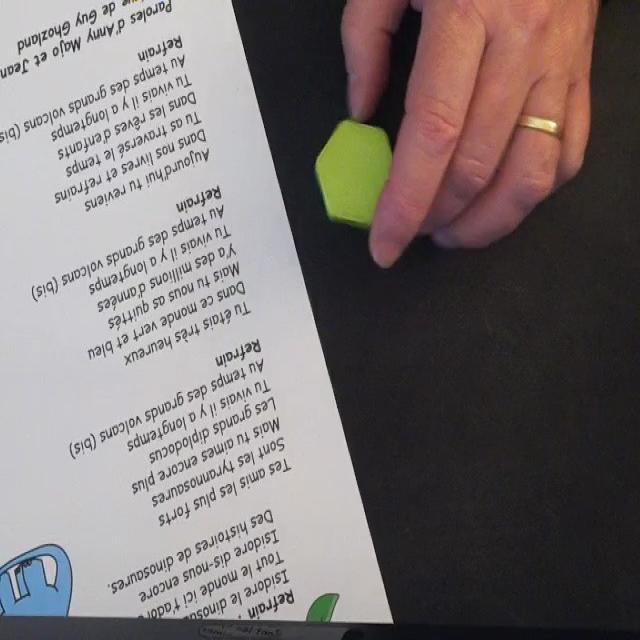 Refrain
Isidore le dinosau
Tout le monde ici t'ador
Isidore dis-nous encore
Des histoires de dinosaures.
Tes amis les plus forts
Sont les tyrannosaures
Mais tu aimes encore plus
Les grands diplodocus
Tu vivais il y a longtemps
Au temps des grands volcans (bis)
Refrain
Tu étais très heureux
Dans ce monde vert et bleu
Mais tu nous as quittés
Y'a des millions d'années
Tu vivais il y a longtemps
Au temps des grands volcans (bis)
Refrain
Aujourd'hui tu reviens
Dans nos livres et refrains
Tu as traversé le temps
Dans les rêves d'enfants
Tu vivais il y a longtemps
Au temps des grands volcans (bis
Refrain
Paroles d'Anny Majo et Jean
que de Guy Ghozland